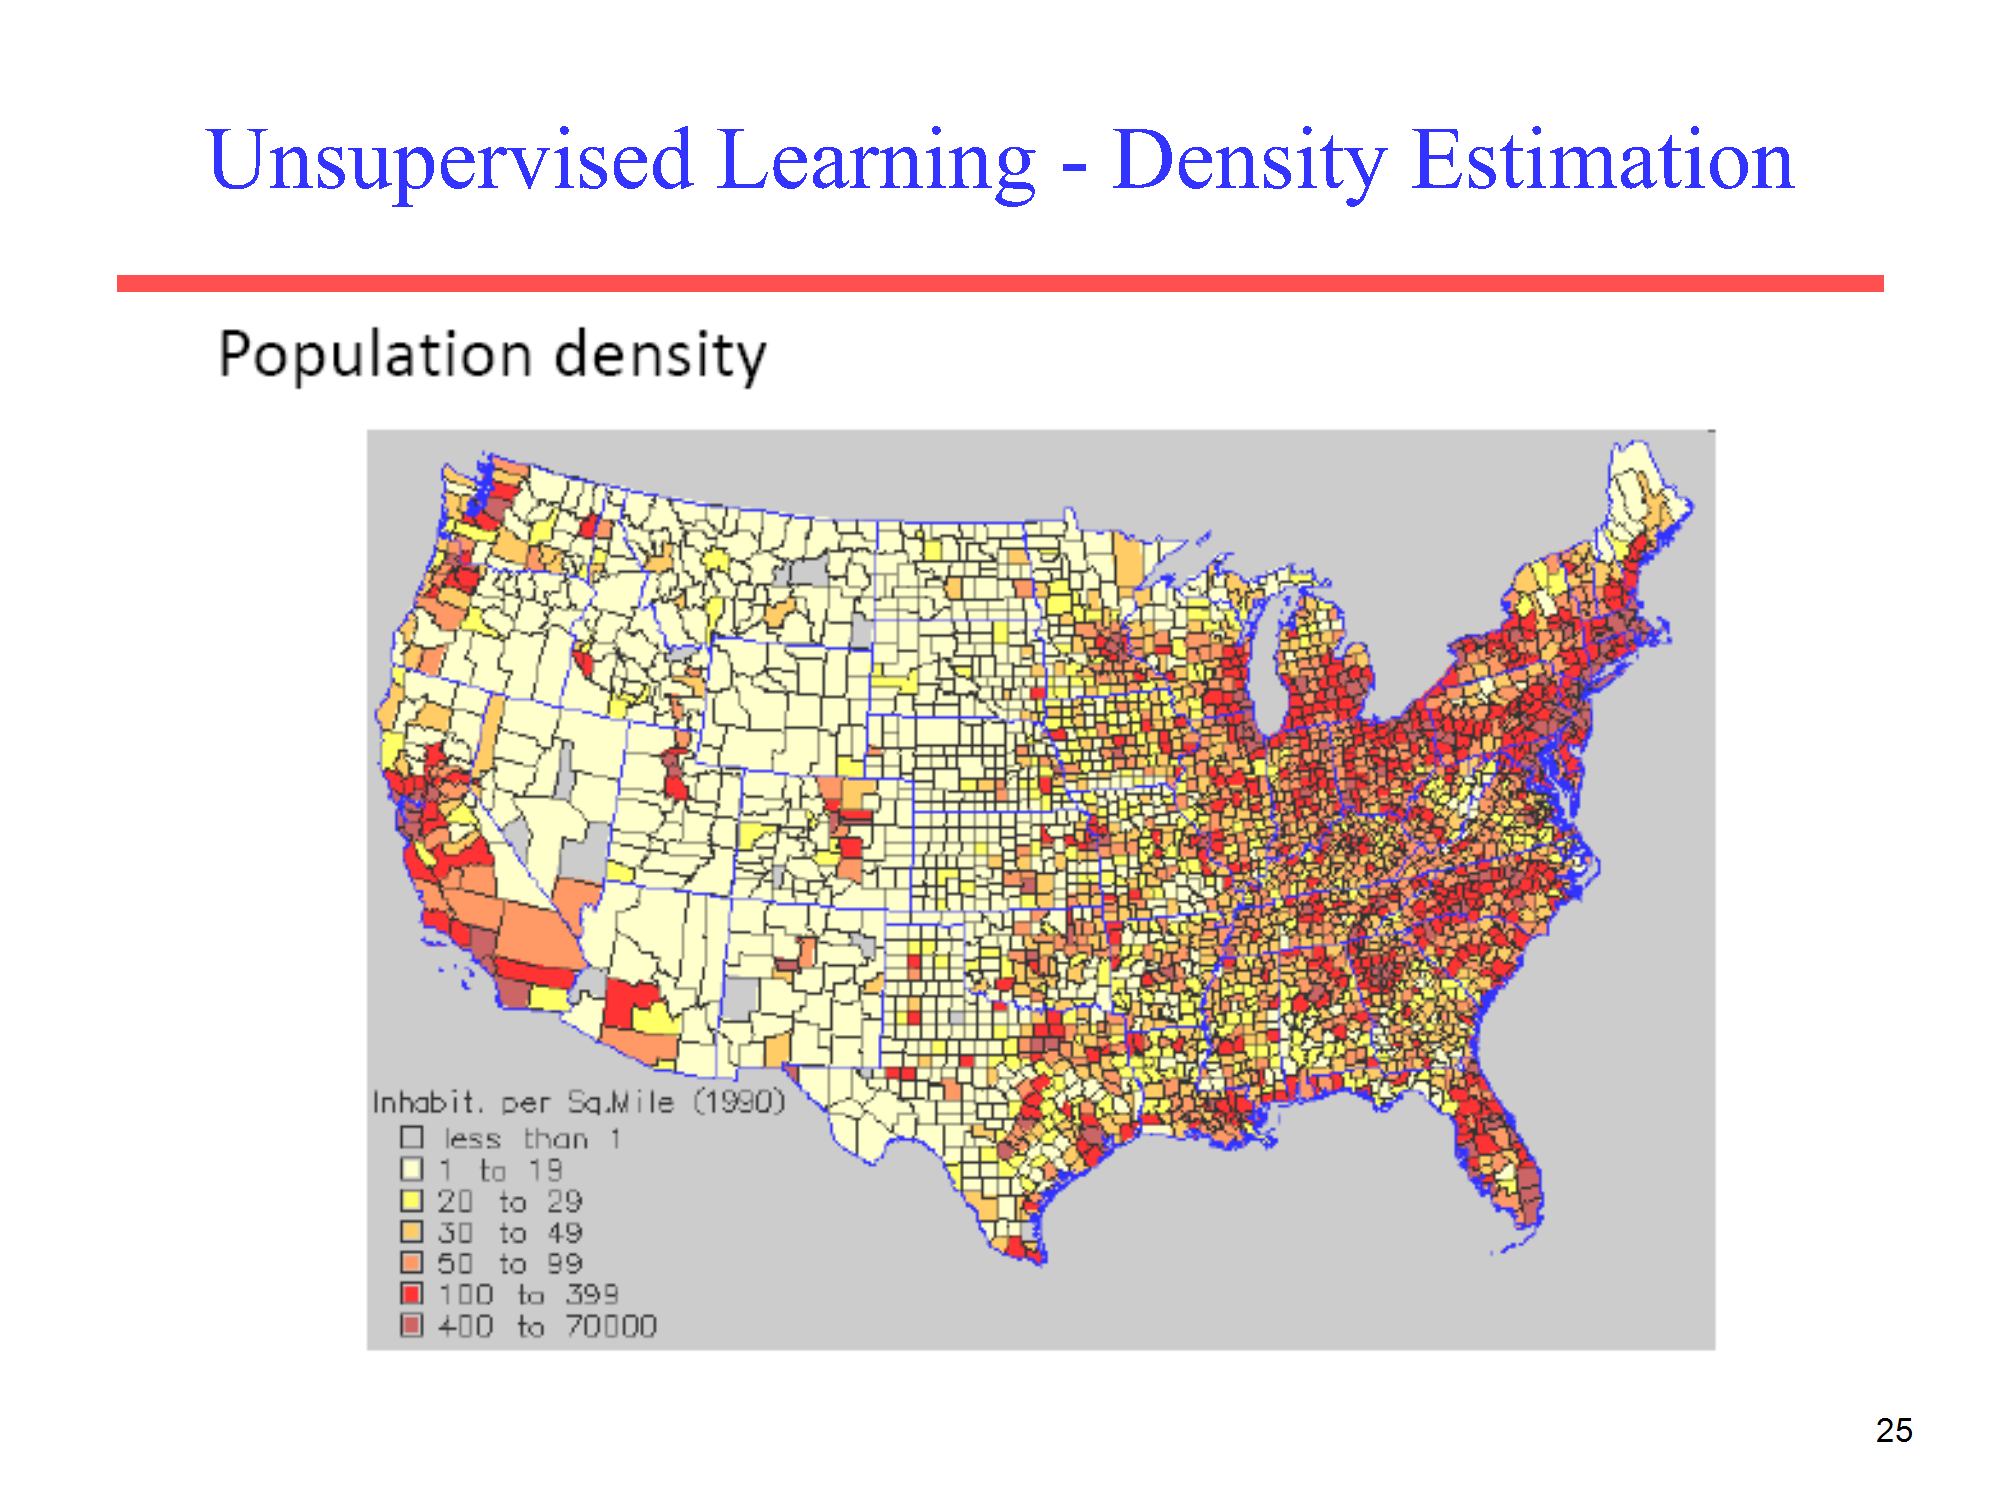 Unsupervised Learning - Density Estimation
Population density
Inhabit. per Sq.Mile (1990)
less than 1
1 to 19
20 to 29
30 to 49
50 to 99
100 to 399
400 to 70000
25